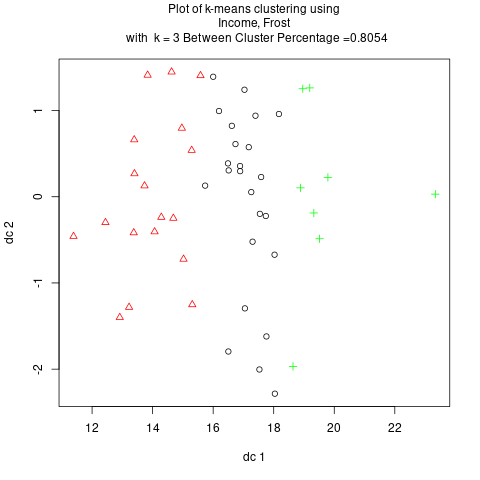 Plot of k-means clustering using
Income, Frost
with  k = 3 Between Cluster Percentage =0.8054
1
0
-1
-2
dc 2
12
14
16
18
20
22
dc 1